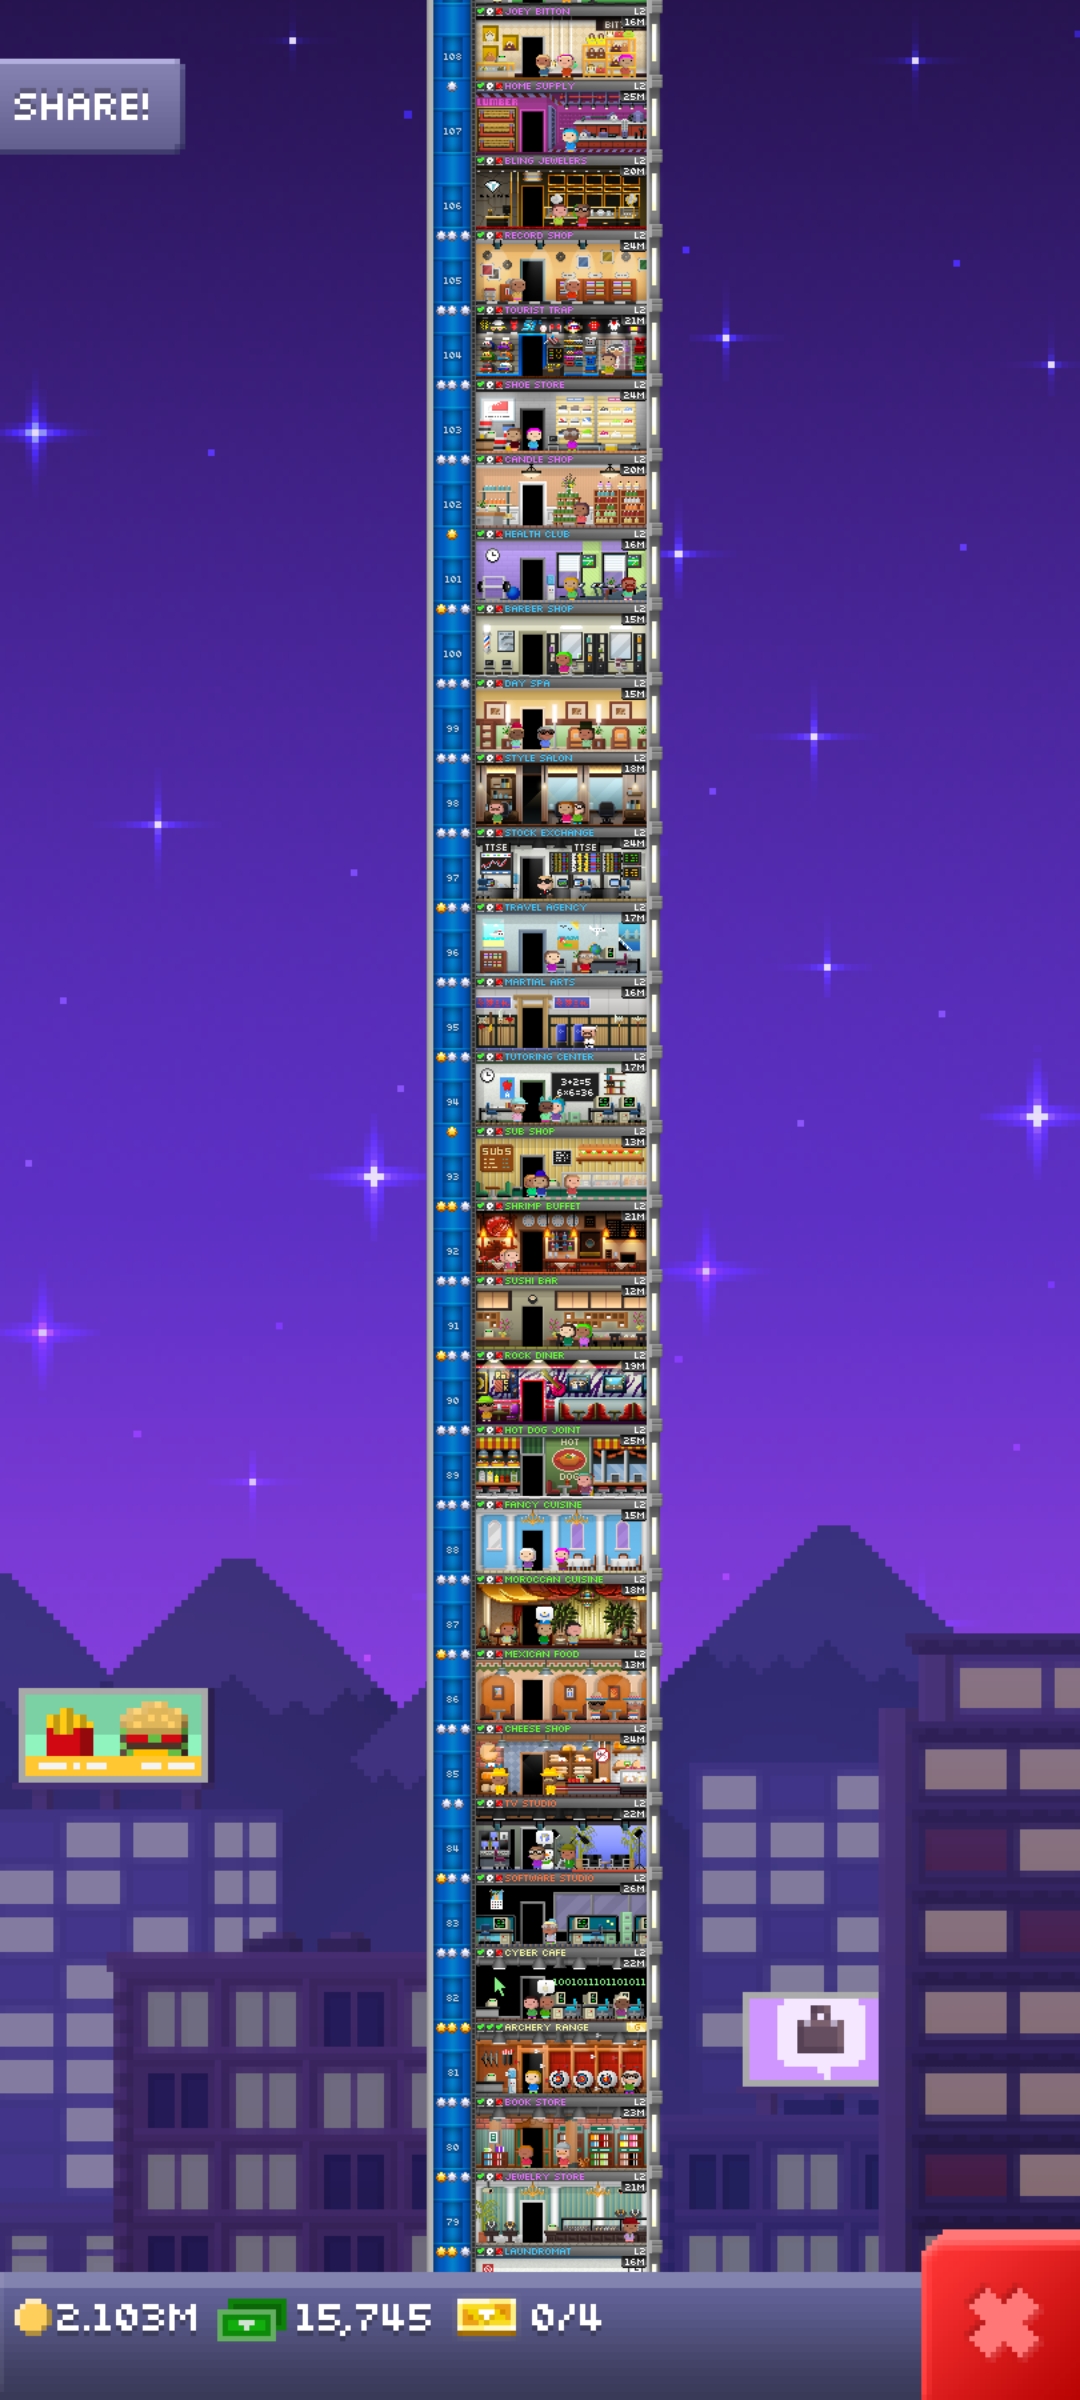 SHARE!
JOEY BITTON L2
16M
BIT
108
HOME SUPPLY L2
25M
LUMBER
107
BLING JEWELERS L2
20M
106
RECORD SHOP L2
24M
105
TOURIST TRAP L2
21M
104
SHOE STORE L2
24M
103
CANDLE SHOP L2
20M
102
HEALTH CLUB L2
16M
101
BARBER SHOP L2
15M
100
DAY SPA L2
15M
99
STYLE SALON L2
18M
98
STOCK EXCHANGE L2
24M
TTSE TTSE
97
TRAVEL AGENCY L2
17M
96
MARTIAL ARTS L2
16M
95
TUTORING CENTER L2
17M
3+2=5
6×6=36
A
94
SUB SHOP L2
13M
SUBS
93
SHRIMP BUFFET L2
21M
92
SUSHI BAR L2
12M
91
ROCK DINER L2
19M
90
HOT DOG JOINT L2
25M
HOT
DOG
89
FANCY CUISINE L2
15M
88
MOROCCAN CUISINE L2
18M
87
MEXICAN FOOD L2
13M
86
CHEESE SHOP L2
24M
85
TV STUDIO L2
22M
84
SOFTWARE STUDIO L2
26M
83
CYBER CAFE L2
22M
1001011101101011
82
ARCHERY RANGE G
81
BOOK STORE L2
23M
80
JEWELRY STORE L2
21M
79
LAUNDROMAT L2
16M
2.103M 15,745 0/4